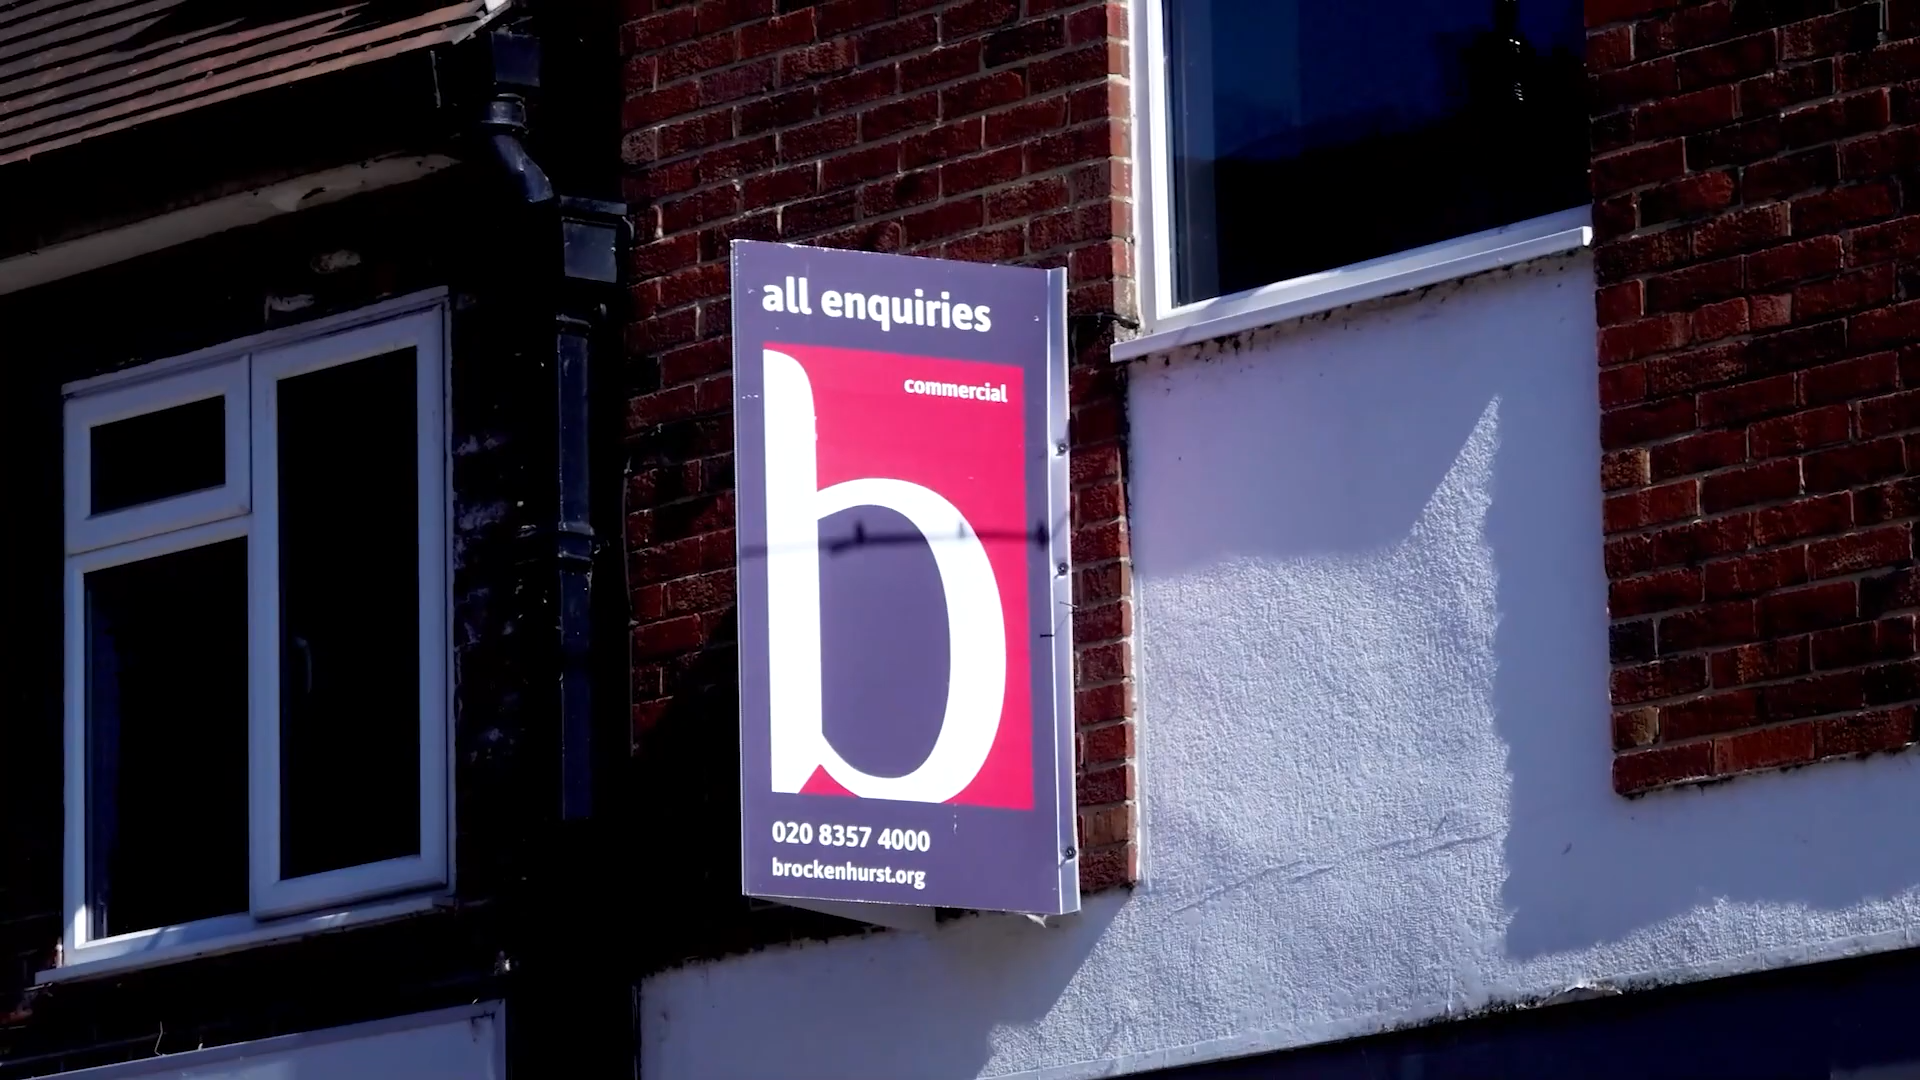 all enquiries
commercial
b
020 8357 4000
brockenhurst.org